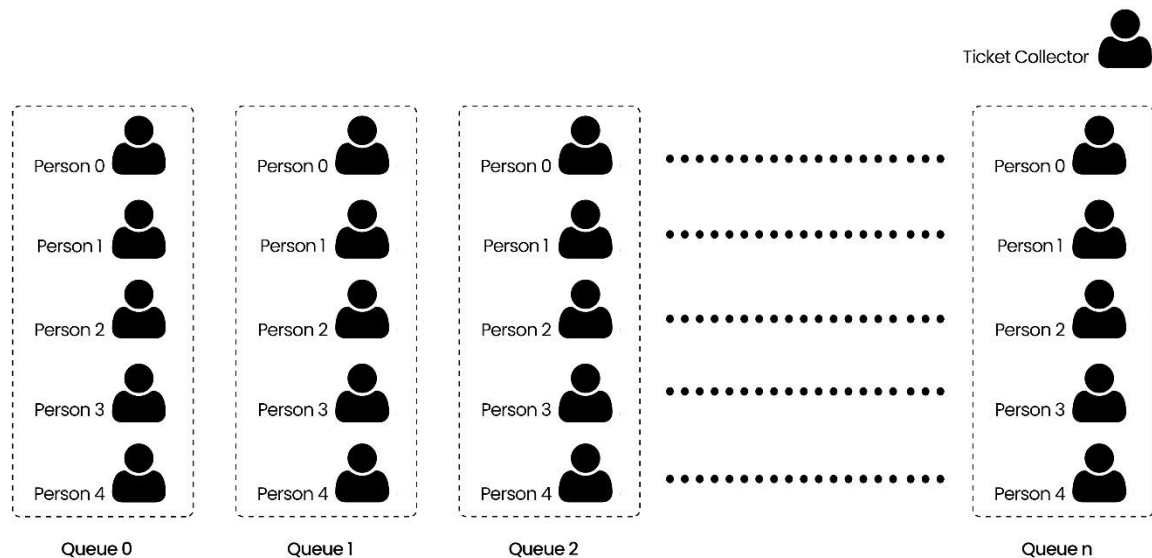 Ticket Collector
Person 0 Person 0 Person 0 Person 0
Person 1 Person 1 Person 1 Person 1
Person 2 Person 2 Person 2 Person 2
Person 3 Person 3 Person 3 Person 3
Person 4 Person 4 Person 4 Person 4
Queue 0 Queue 1 Queue 2 Queue n